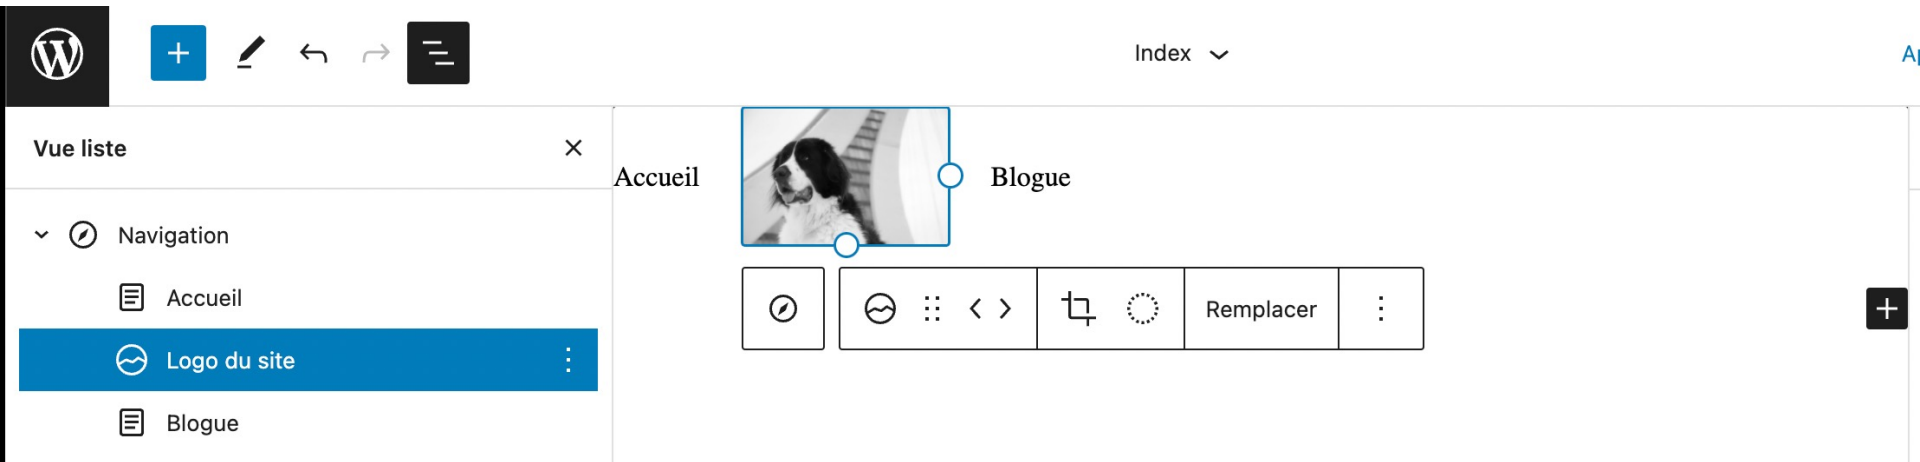 Index
Ap
Vue liste
Accueil
Blogue
Navigation
Accueil
Remplacer
Logo du site
Blogue